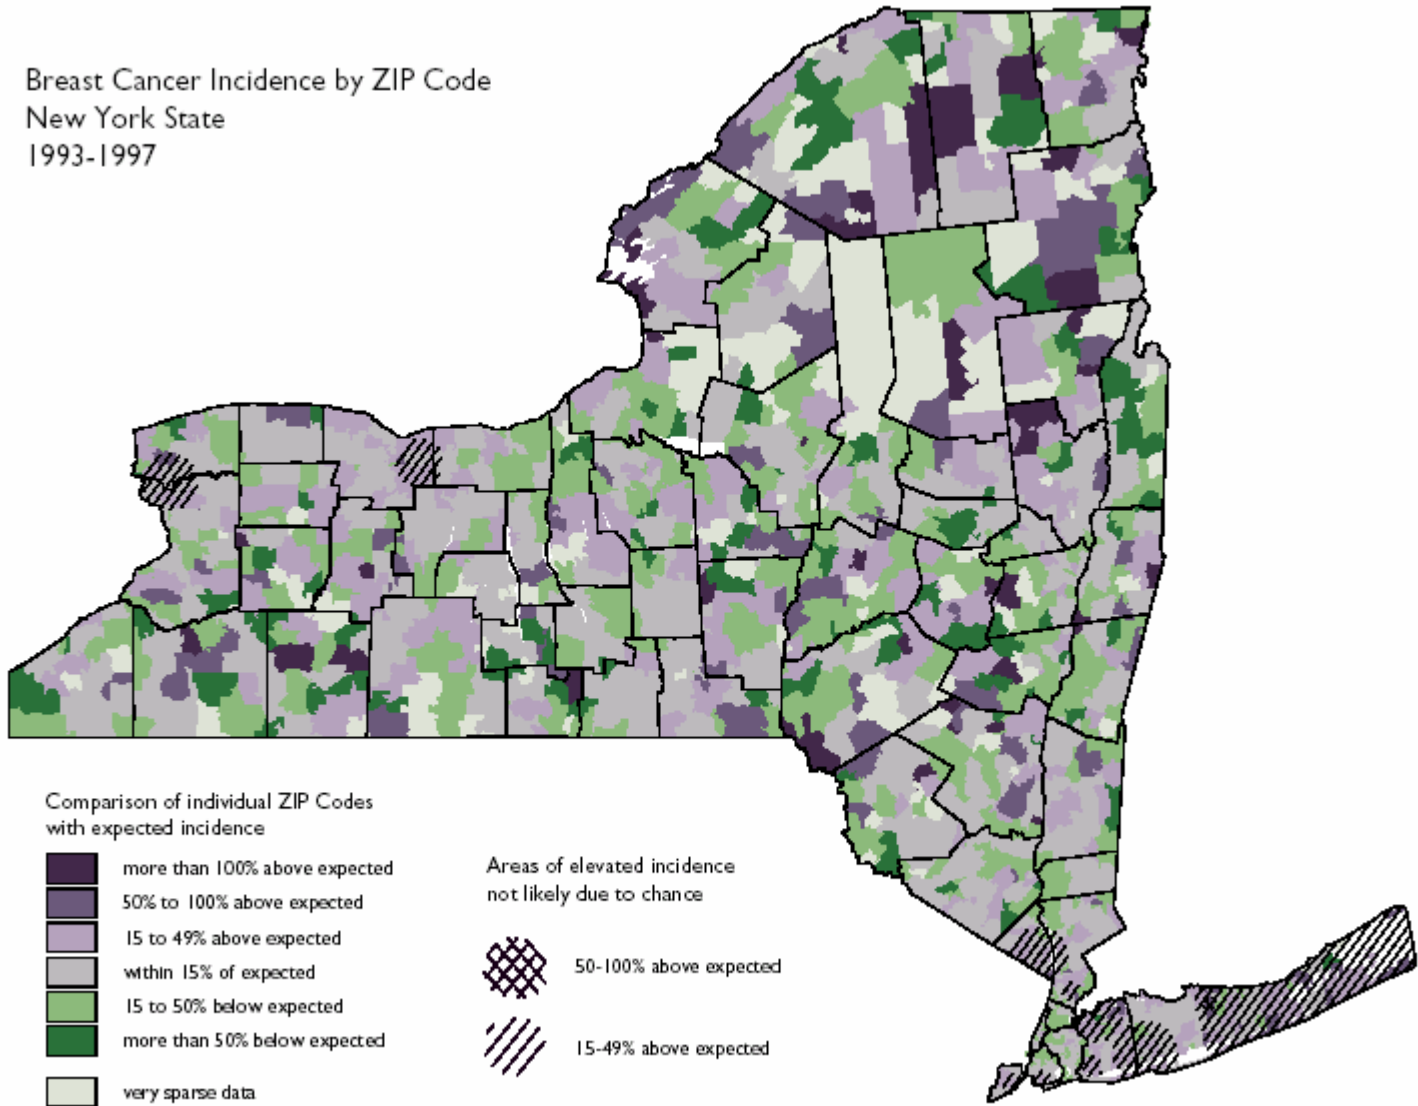 Breast Cancer Incidence by ZIP Code
New York State
1993-1997
Comparison of individual ZIP Codes
with expected incidence
more than 100% above expected
50% to 100% above expected
15 to 49% above expected
within 15% of expected
15 to 50% below expected
more than 50% below expected
very sparse data
Areas of elevated incidence
not likely due to chance
50-100% above expected
15-49% above expected